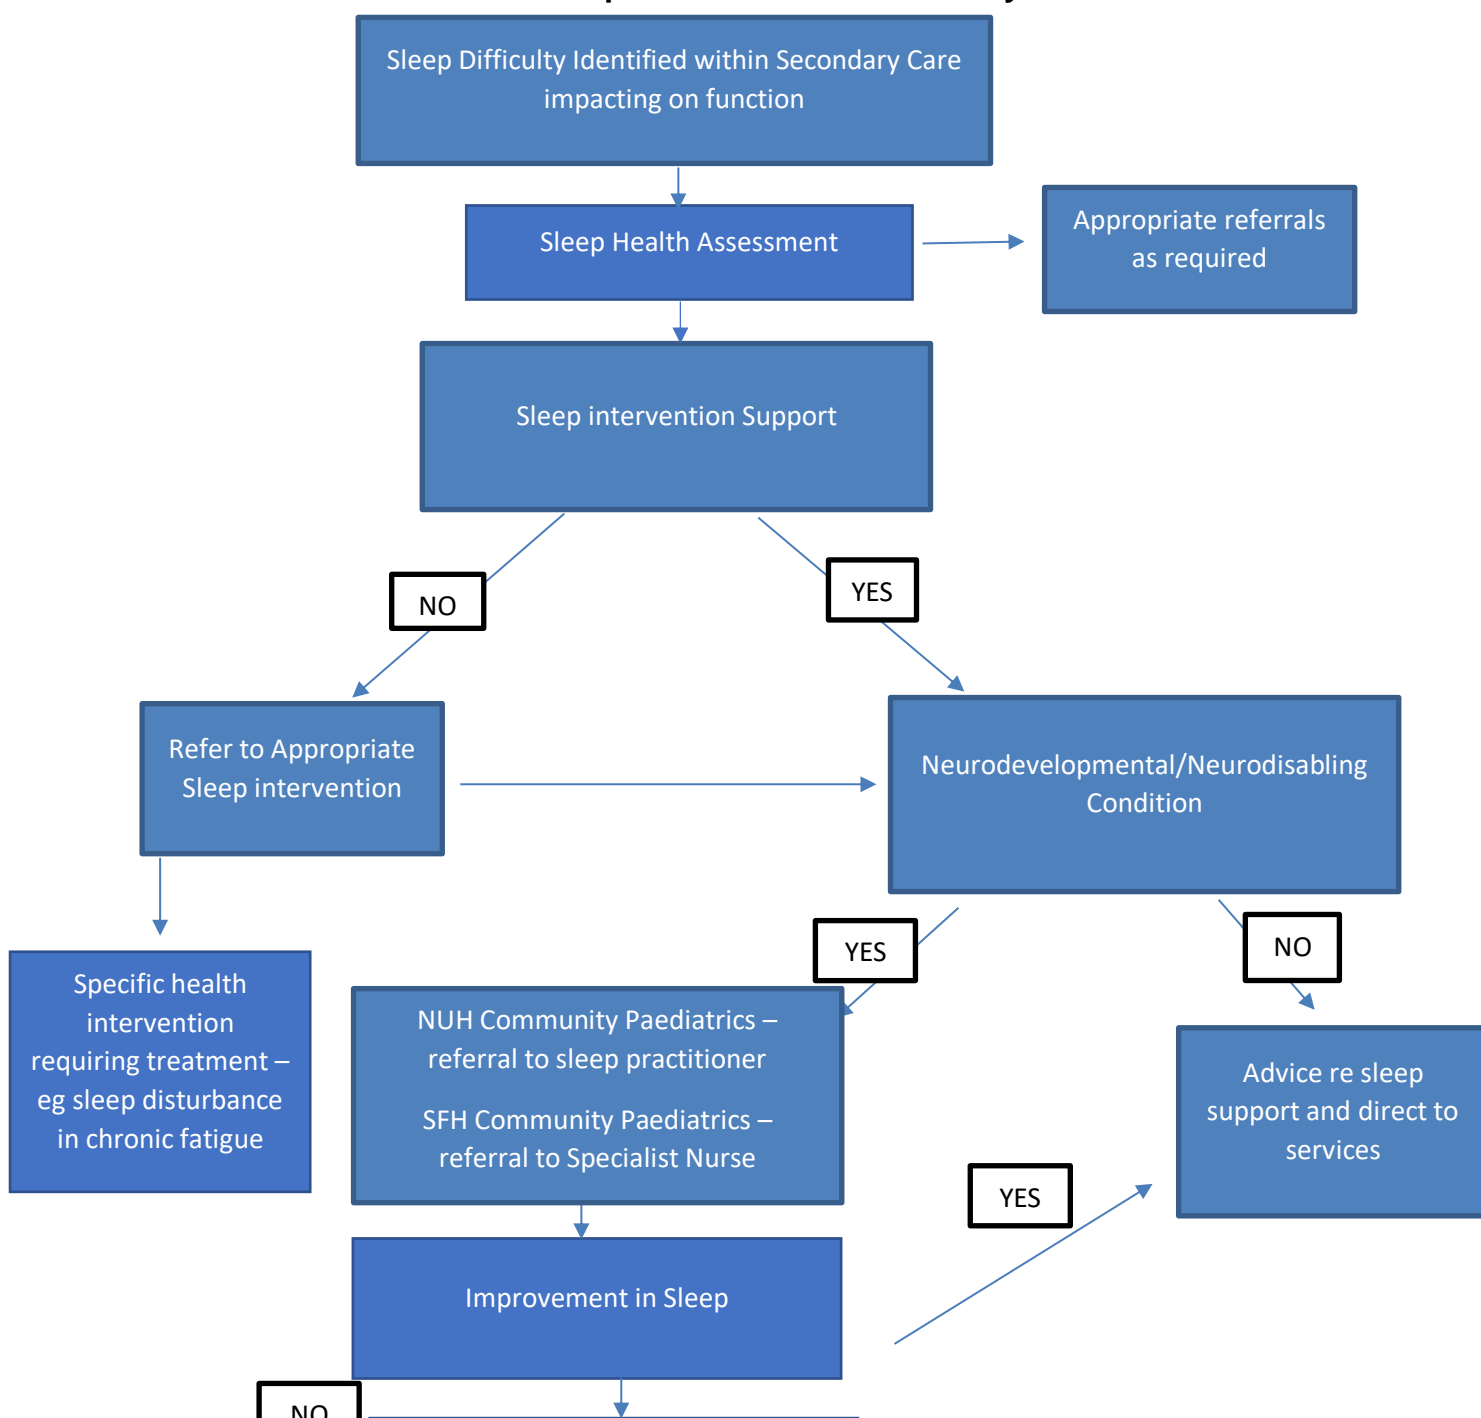 Sleep Difficulty Identified within Secondary Care
impacting on function
Sleep Health Assessment
Appropriate referrals
as required
Sleep intervention Support
NO
YES
Refer to Appropriate
Sleep intervention
Neurodevelopmental/Neurodisabling
Condition
YES
NO
Specific health
intervention
requiring treatment –
eg sleep disturbance
in chronic fatigue
NUH Community Paediatrics –
referral to sleep practitioner
SFH Community Paediatrics –
referral to Specialist Nurse
Advice re sleep
support and direct to
services
YES
Improvement in Sleep
NO